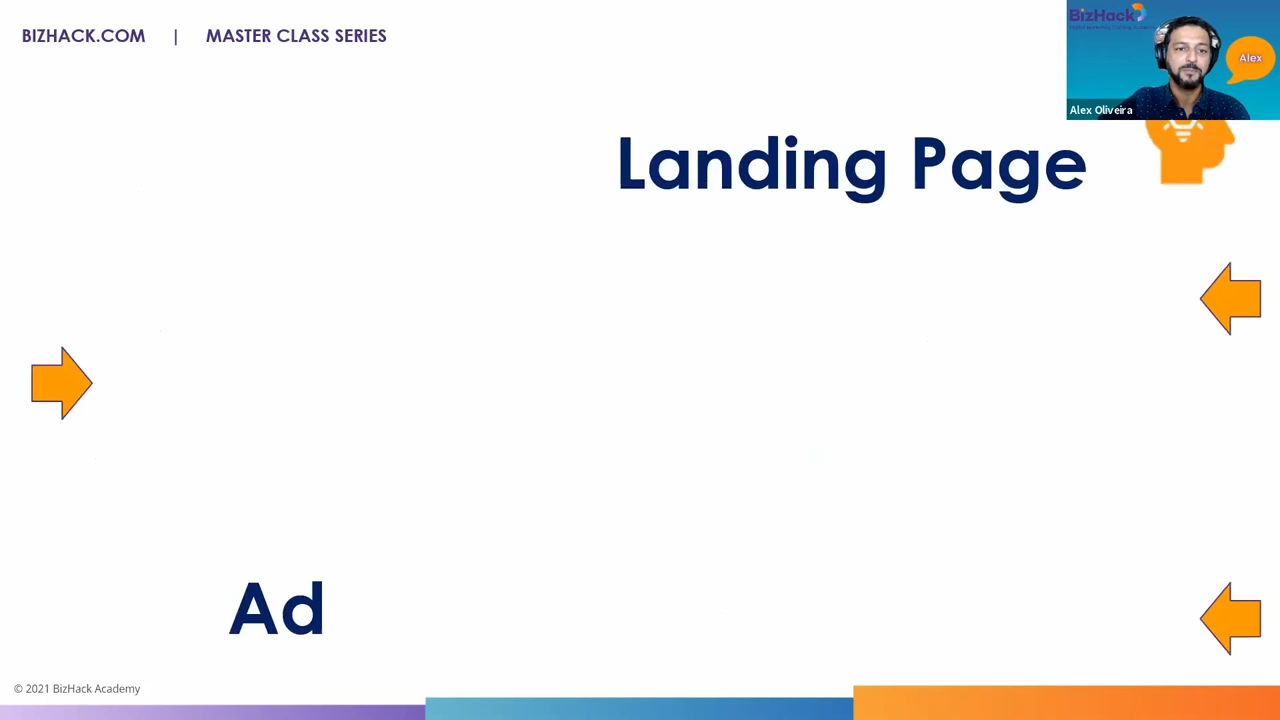 BIZHACK.COM | MASTER CLASS SERIES
BizHack
Alex
Alex Oliveira
Landing Page
Ad
© 2021 BizHack Academy